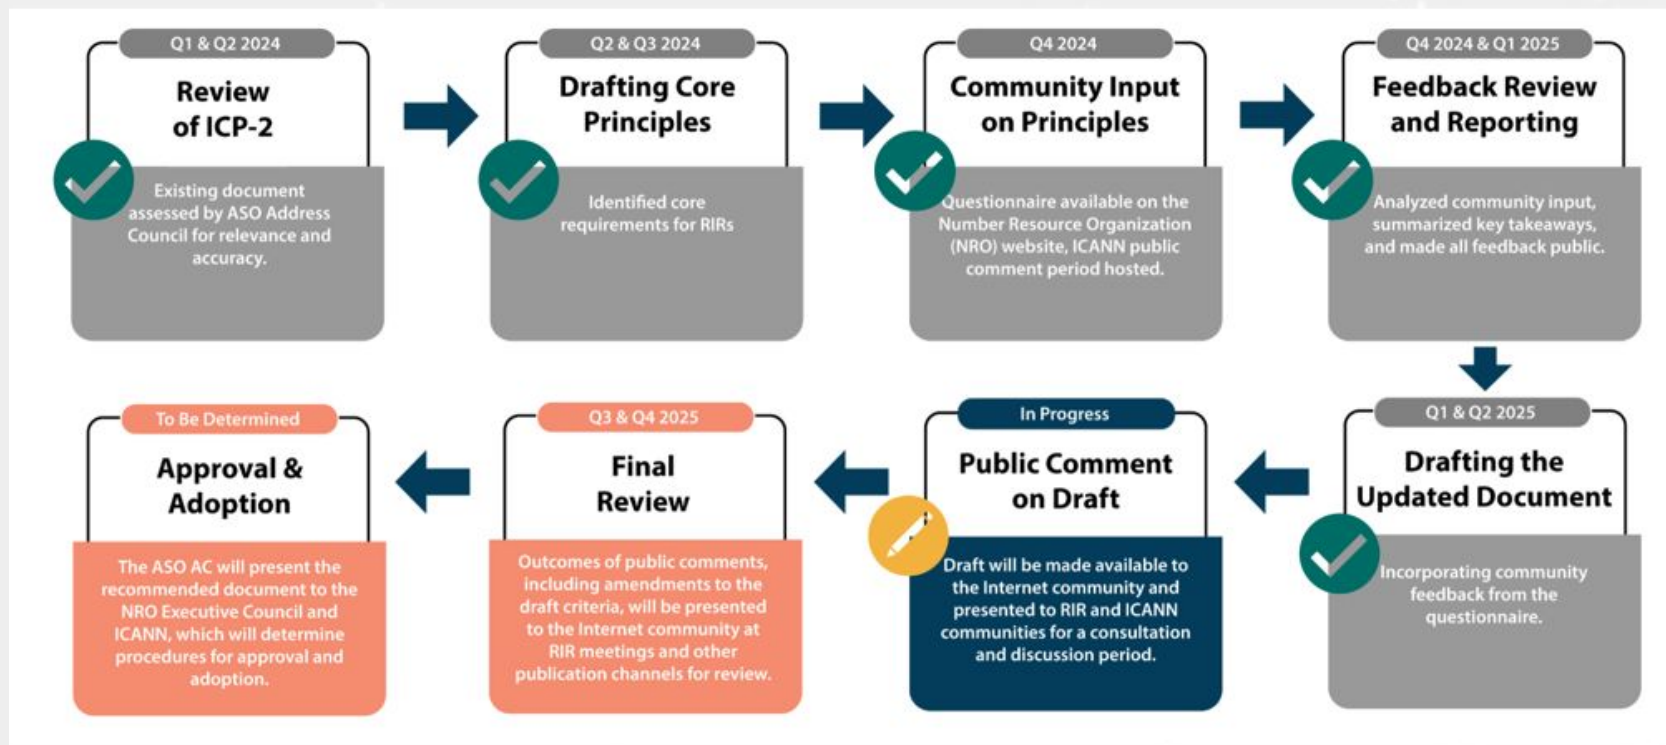 Q1 & Q2 2024
Review
of ICP-2
Existing document
assessed by ASO Address
Council for relevance and
accuracy.
Q2 & Q3 2024
Drafting Core
Principles
Identified core
requirements for RIRs
Q4 2024
Community Input
on Principles
Questionnaire available on the
Number Resource Organization
(NRO) website, ICANN public
comment period hosted.
Q4 2024 & Q1 2025
Feedback Review
and Reporting
Analyzed community input,
summarized key takeaways,
and made all feedback public.
Q1 & Q2 2025
Drafting the
Updated Document
Incorporating community
feedback from the
questionnaire.
In Progress
Public Comment
on Draft
Draft will be made available to
the Internet community and
presented to RIR and ICANN
communities for a consultation
and discussion period.
Q3 & Q4 2025
Final
Review
Outcomes of public comments,
including amendments to the
draft criteria, will be presented
to the Internet community at
RIR meetings and other
publication channels for review.
To Be Determined
Approval &
Adoption
The ASO AC will present the
recommended document to the
NRO Executive Council and
ICANN, which will determine
procedures for approval and
adoption.